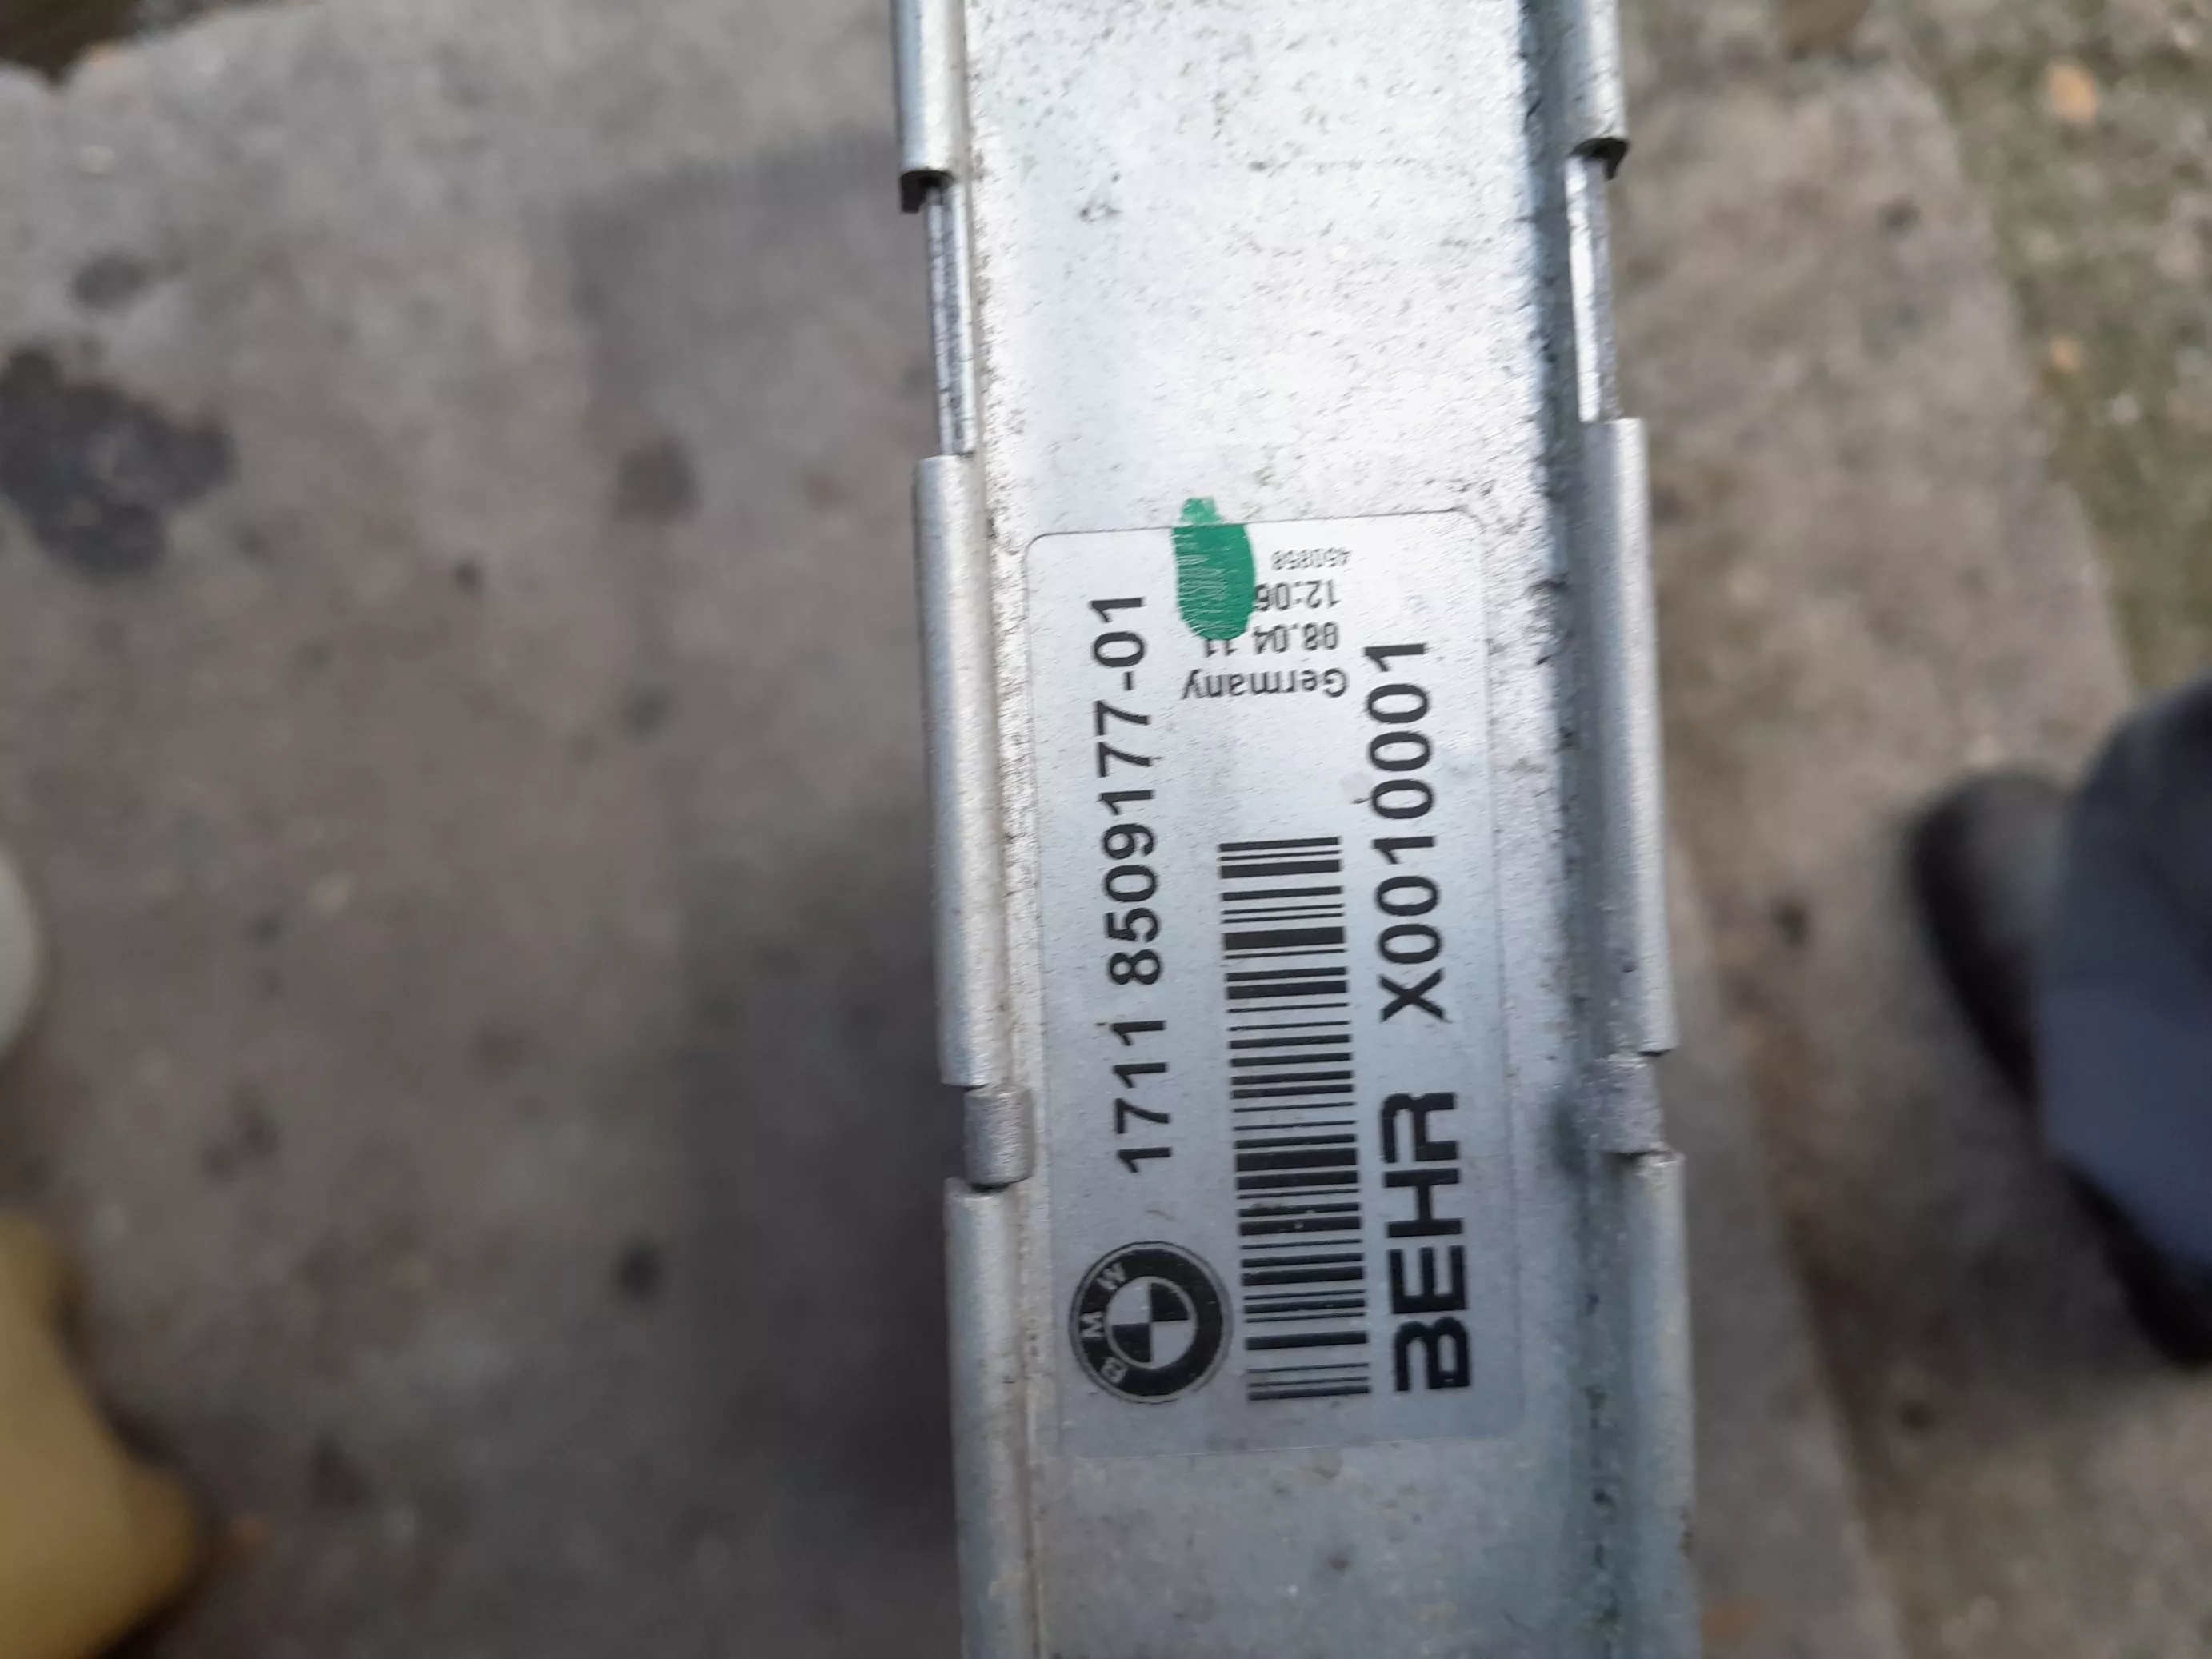 BMW
1711 8509177-01
BEHR X0010001
Germany
08.04.11
12:06